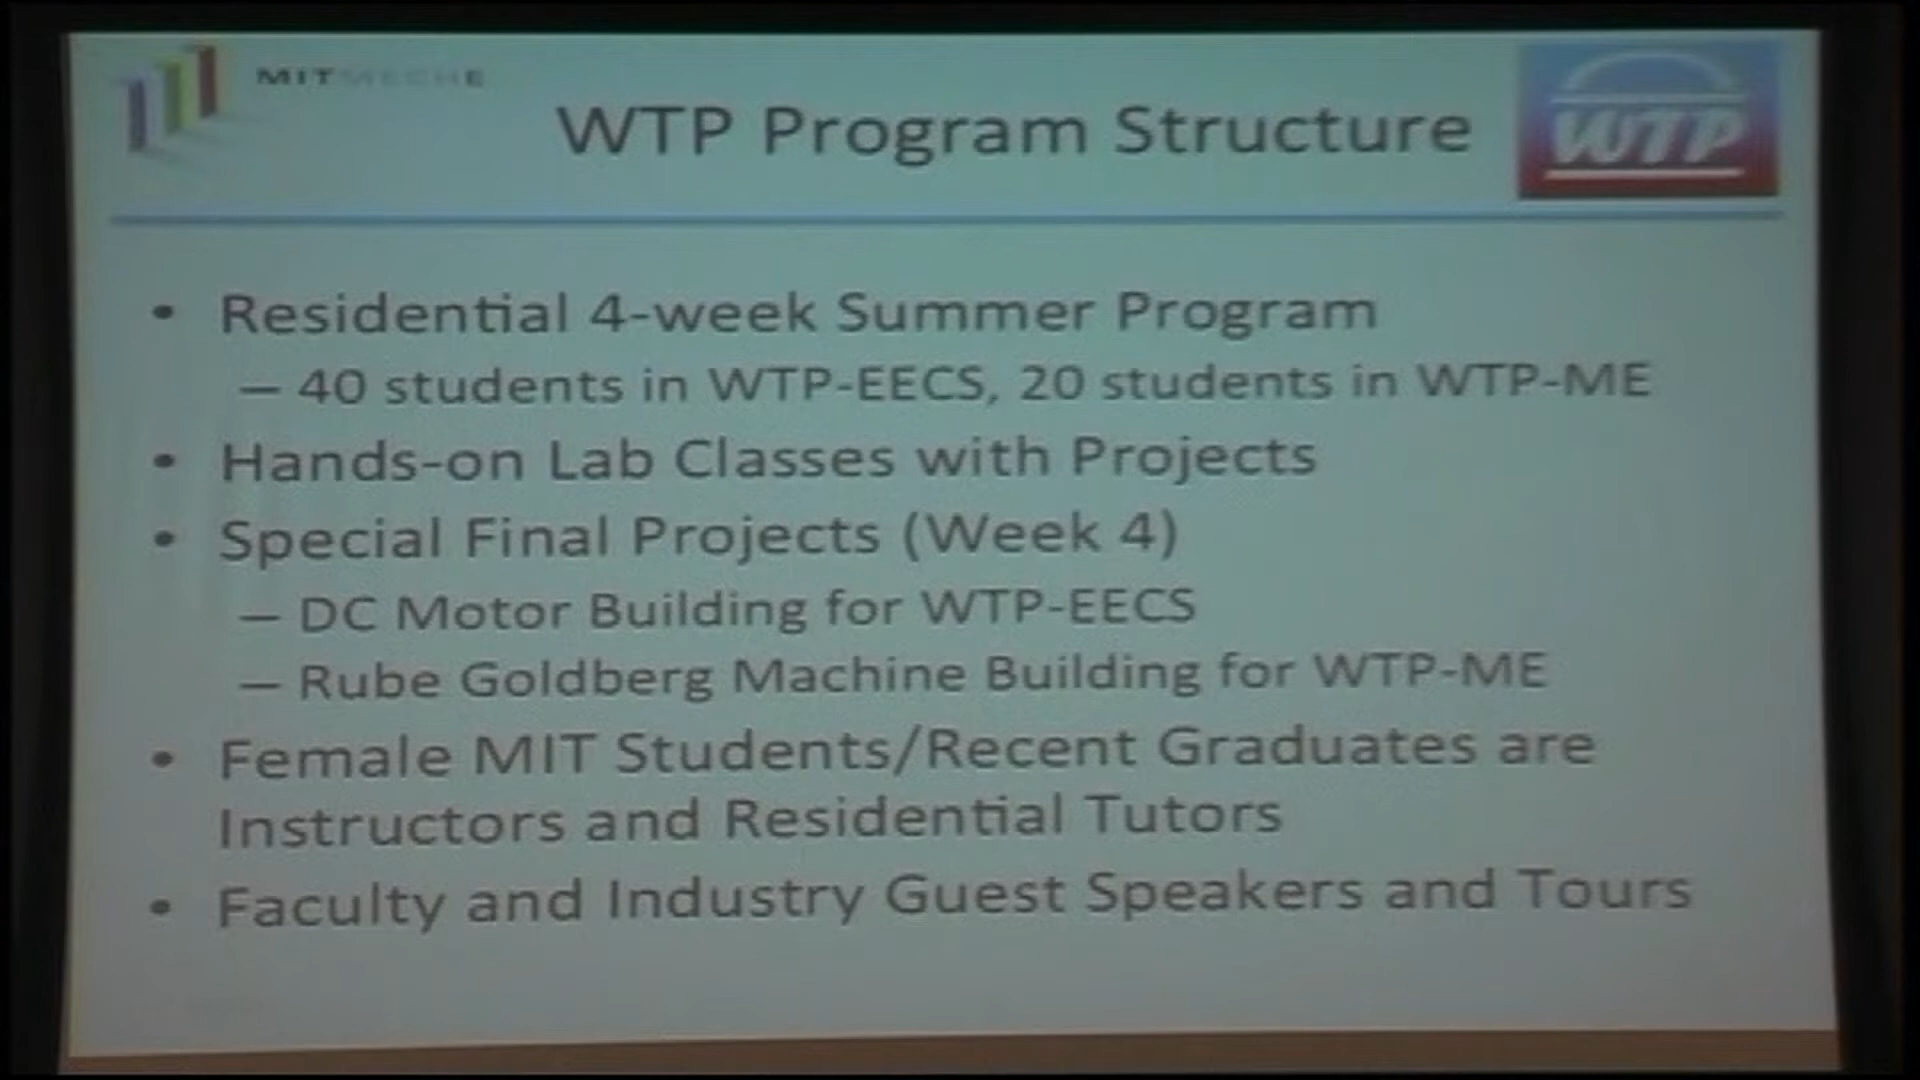 MITMECHE
WTP Program Structure
WTP
• Residential 4-week Summer Program
– 40 students in WTP-EECS, 20 students in WTP-ME
• Hands-on Lab Classes with Projects
• Special Final Projects (Week 4)
– DC Motor Building for WTP-EECS
– Rube Goldberg Machine Building for WTP-ME
• Female MIT Students/Recent Graduates are
Instructors and Residential Tutors
• Faculty and Industry Guest Speakers and Tours